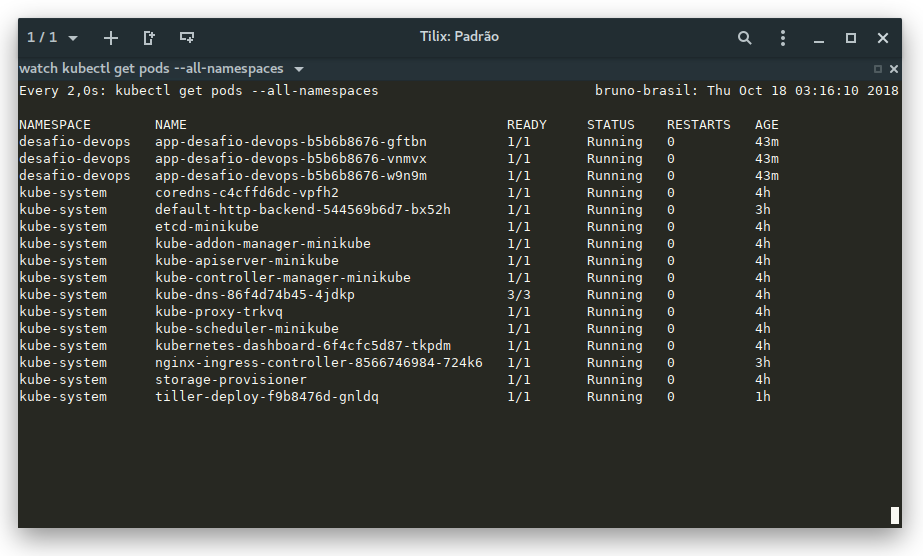 1 / 1 Tilix: Padrão
watch kubectl get pods --all-namespaces
Every 2,0s: kubectl get pods --all-namespaces bruno-brasil: Thu Oct 18 03:16:10 2018
NAMESPACE NAME READY STATUS RESTARTS AGE
desafio-devops app-desafio-devops-b5b6b8676-gftbn 1/1 Running 0 43m
desafio-devops app-desafio-devops-b5b6b8676-vnmvx 1/1 Running 0 43m
desafio-devops app-desafio-devops-b5b6b8676-w9n9m 1/1 Running 0 43m
kube-system coredns-c4cffd6dc-vpfh2 1/1 Running 0 4h
kube-system default-http-backend-544569b6d7-bx52h 1/1 Running 0 3h
kube-system etcd-minikube 1/1 Running 0 4h
kube-system kube-addon-manager-minikube 1/1 Running 0 4h
kube-system kube-apiserver-minikube 1/1 Running 0 4h
kube-system kube-controller-manager-minikube 1/1 Running 0 4h
kube-system kube-dns-86f4d74b45-4jdkp 3/3 Running 0 4h
kube-system kube-proxy-trkvq 1/1 Running 0 4h
kube-system kube-scheduler-minikube 1/1 Running 0 4h
kube-system kubernetes-dashboard-6f4cfc5d87-tkpdm 1/1 Running 0 4h
kube-system nginx-ingress-controller-8566746984-724k6 1/1 Running 0 3h
kube-system storage-provisioner 1/1 Running 0 4h
kube-system tiller-deploy-f9b8476d-gnldq 1/1 Running 0 1h